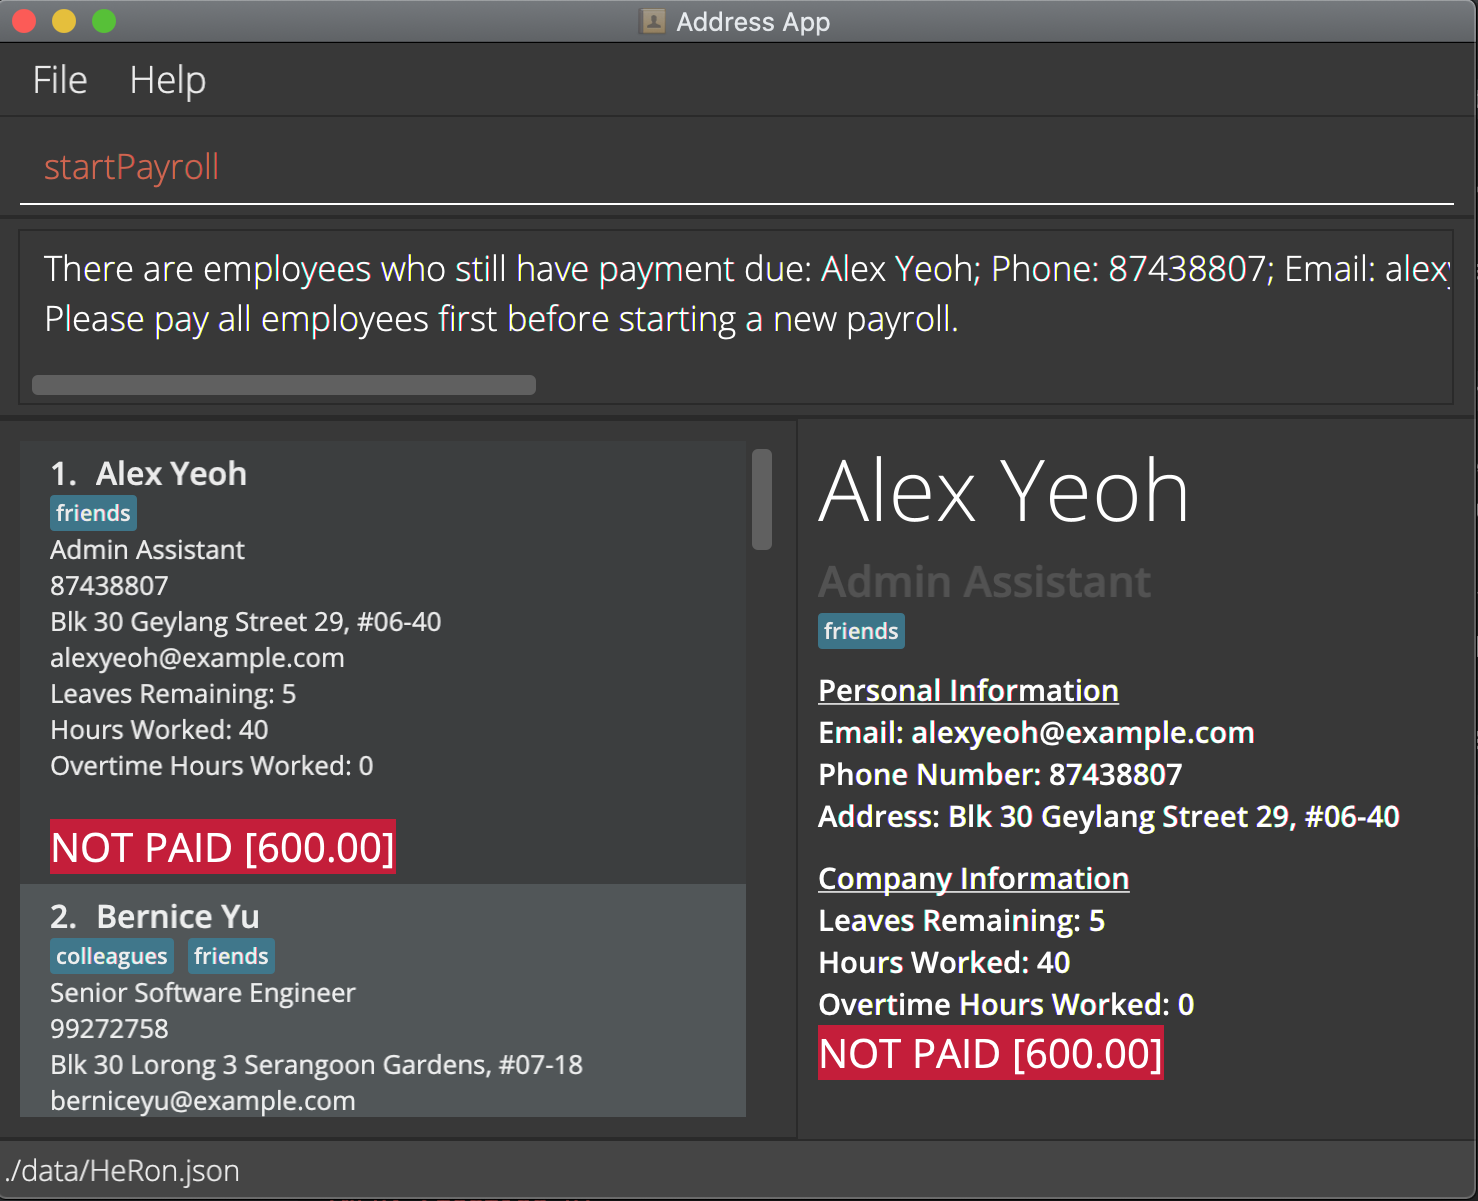 Address App
File Help
startPayroll
There are employees who still have payment due: Alex Yeoh; Phone: 87438807; Email: alexy
Please pay all employees first before starting a new payroll.
1. Alex Yeoh
friends
Admin Assistant
87438807
Blk 30 Geylang Street 29, #06-40
alexyeoh@example.com
Leaves Remaining: 5
Hours Worked: 40
Overtime Hours Worked: 0
NOT PAID [600.00]
2. Bernice Yu
colleagues friends
Senior Software Engineer
99272758
Blk 30 Lorong 3 Serangoon Gardens, #07-18
berniceyu@example.com
Alex Yeoh
Admin Assistant
friends
Personal Information
Email: alexyeoh@example.com
Phone Number: 87438807
Address: Blk 30 Geylang Street 29, #06-40
Company Information
Leaves Remaining: 5
Hours Worked: 40
Overtime Hours Worked: 0
NOT PAID [600.00]
./data/HeRon.json